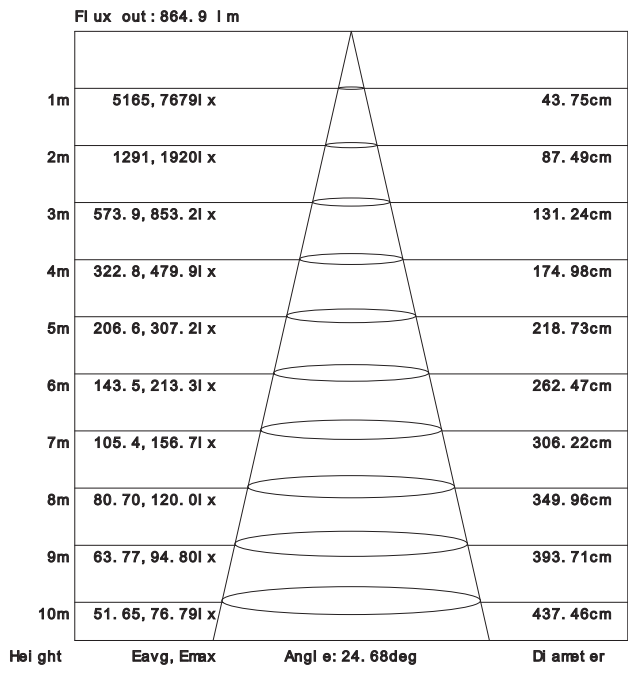 Flux out:864.9 lm
1m 5165,7679lx 43.75cm
2m 1291,1920lx 87.49cm
3m 573.9,853.2lx 131.24cm
4m 322.8,479.9lx 174.98cm
5m 206.6,307.2lx 218.73cm
6m 143.5,213.3lx 262.47cm
7m 105.4,156.7lx 306.22cm
8m 80.70,120.0lx 349.96cm
9m 63.77,94.80lx 393.71cm
10m 51.65,76.79lx 437.46cm
Height Eavg,Emax Angle:24.68deg Diameter